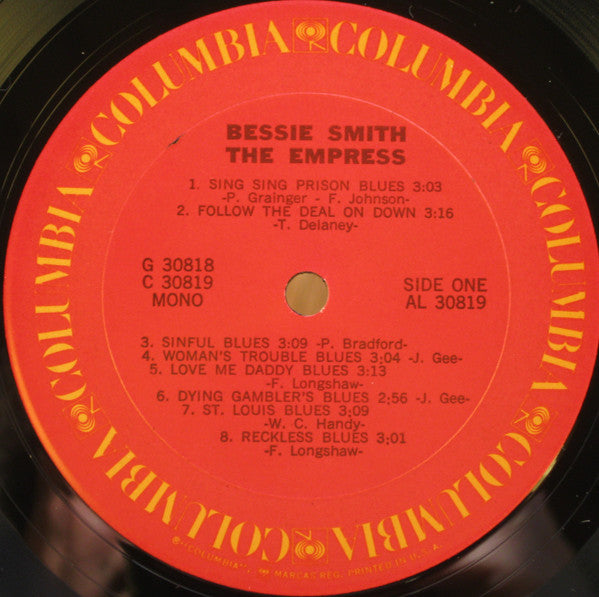 COLUMBIA COLUMBIA COLUMBIA COLUMBIA COLUMBIA COLUMBIA
BESSIE SMITH
THE EMPRESS
1. SING SING PRISON BLUES 3:03
-P. Grainger - F. Johnson-
2. FOLLOW THE DEAL ON DOWN 3:16
-T. Delaney-
G 30818
C 30819
MONO
SIDE ONE
AL 30819
3. SINFUL BLUES 3:09 -P. Bradford-
4. WOMAN'S TROUBLE BLUES 3;04 -J. Gee-
5. LOVE ME DADDY BLUES 3:13
-F. Longshaw-
6. DYING GAMBLER'S BLUES 2;56 -J. Gee-
7. ST. LOUIS BLUES 3;09
-W. C. Handy-
8. RECKLESS BLUES 3;01
-F. Longshaw-
® "COLUMBIA", MARCAS REG. PRINTED IN U.S.A.